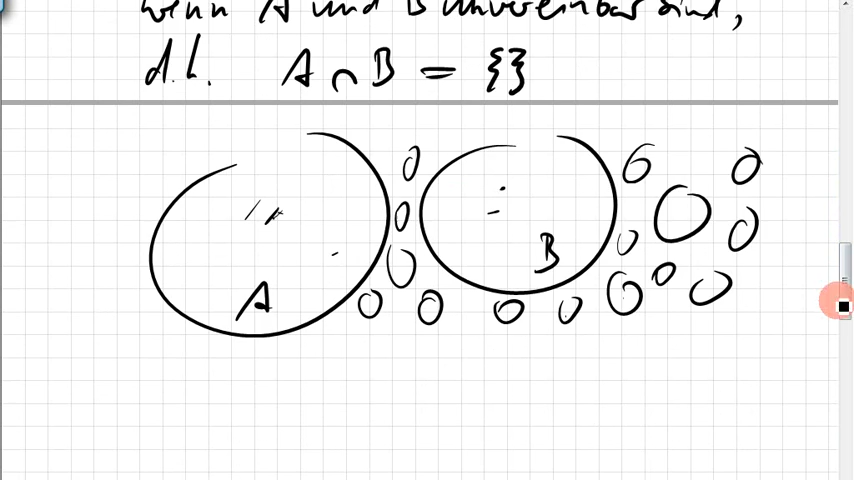 wenn A und B unvereinbar sind,
d.h. A ∩ B = {}
A B